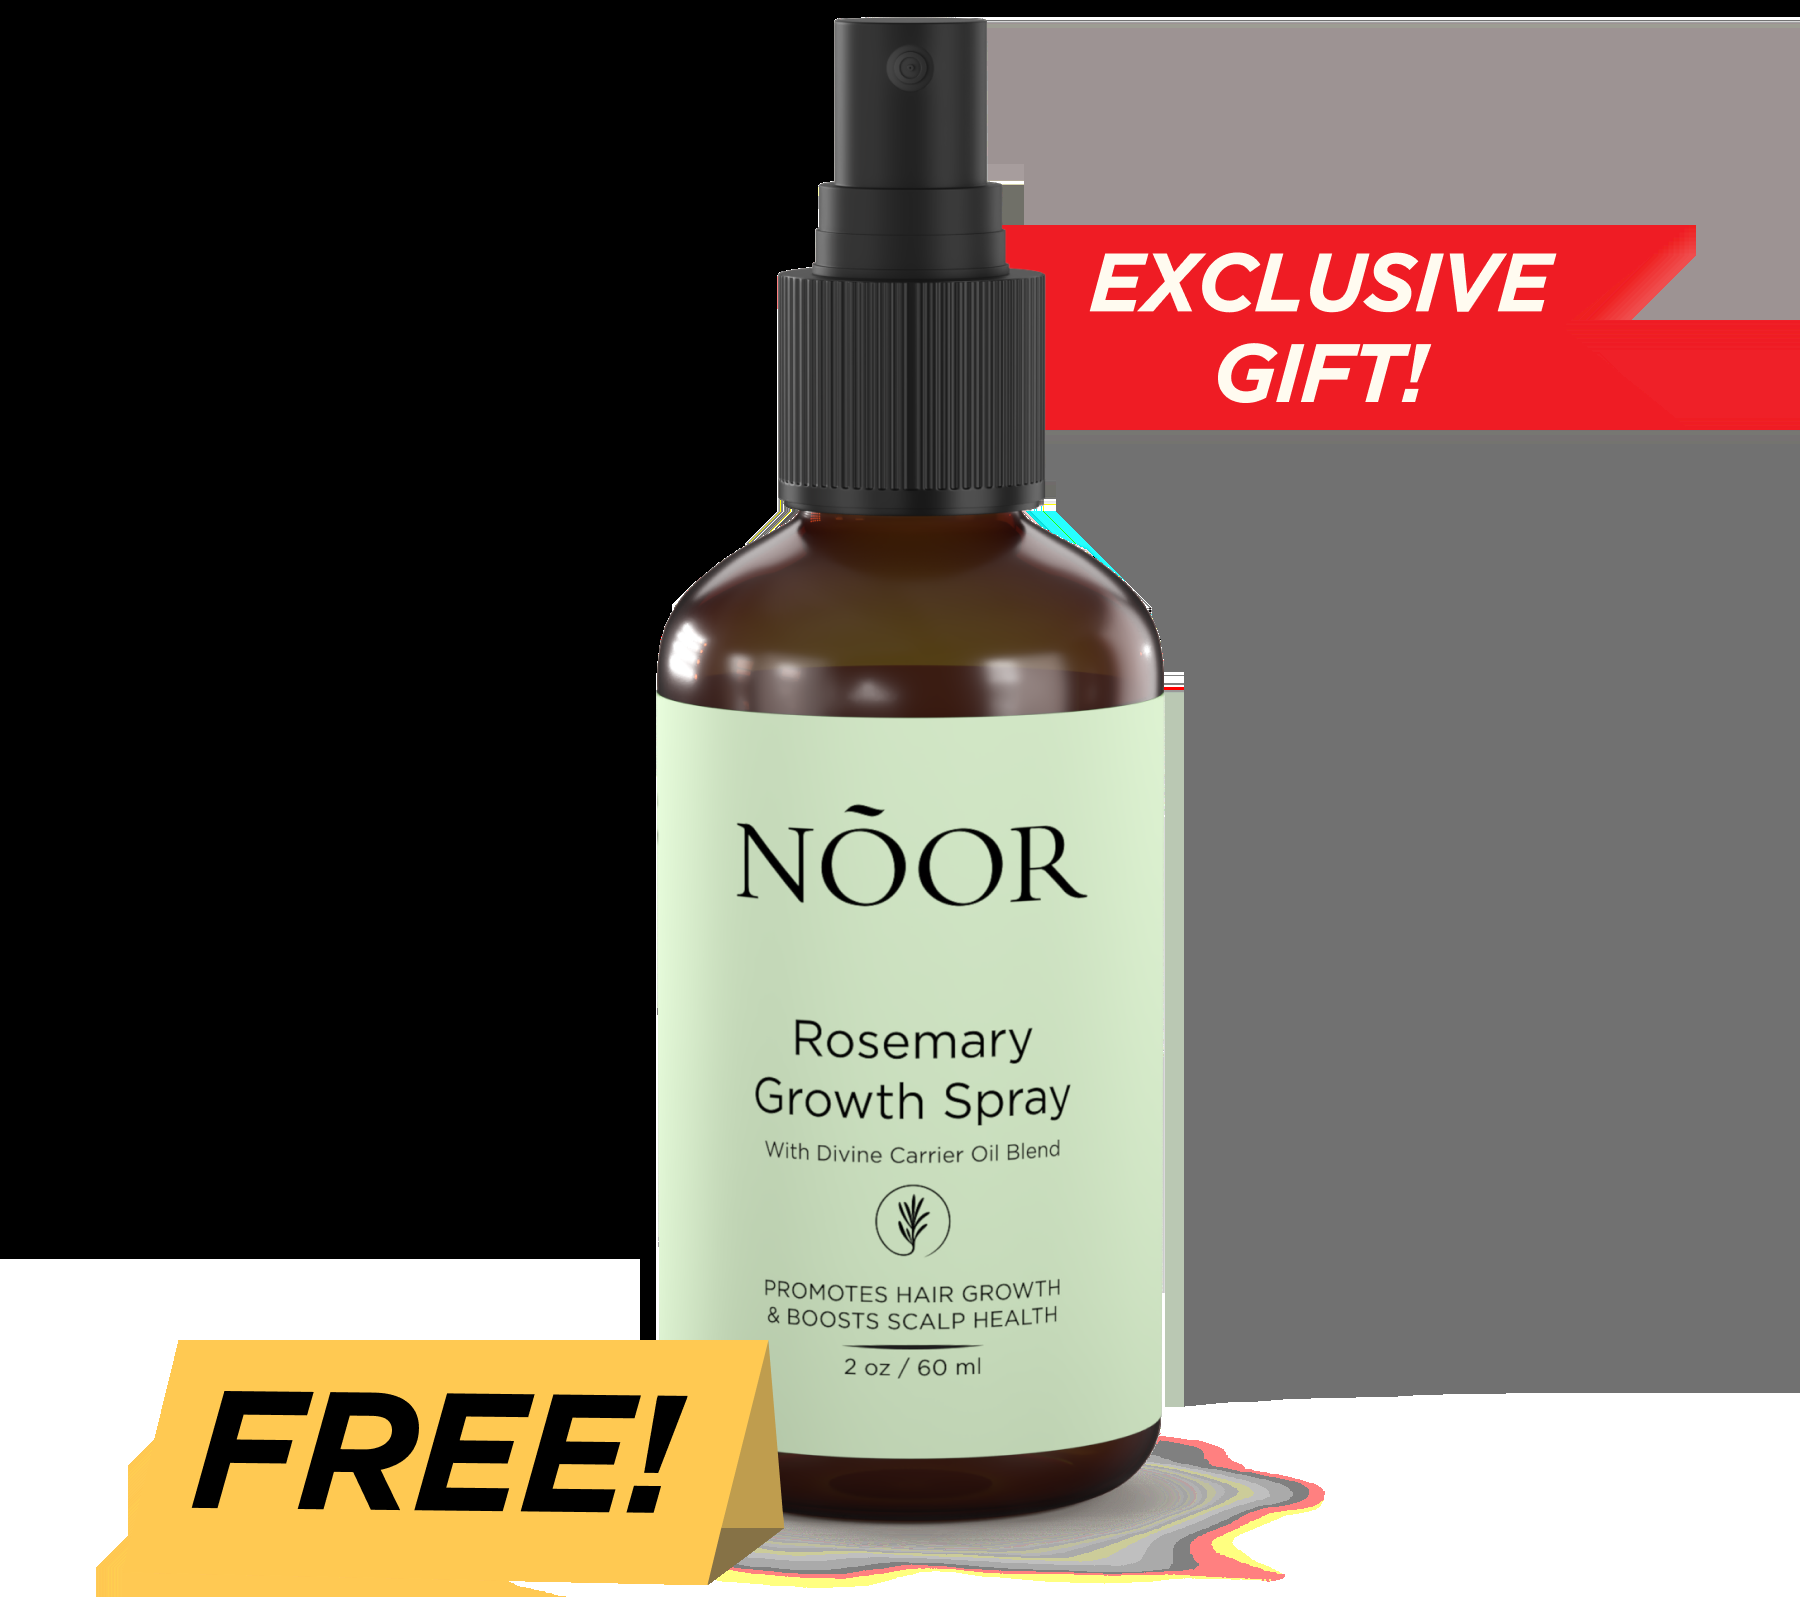 EXCLUSIVE
GIFT!
NÕOR
Rosemary
Growth Spray
With Divine Carrier Oil Blend
PROMOTES HAIR GROWTH
& BOOSTS SCALP HEALTH
2 oz / 60 ml
FREE!